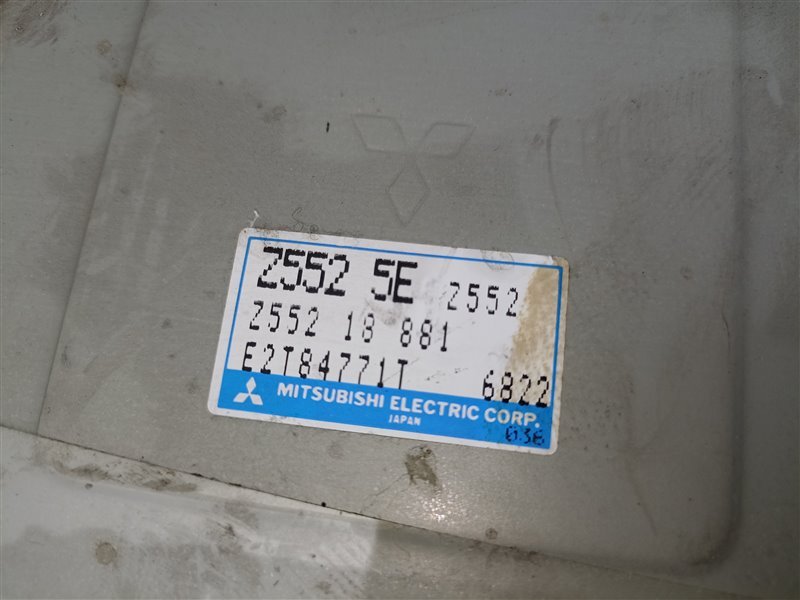 Z552 5E Z552
Z552 18 881
E2T84771T 6822
MITSUBISHI ELECTRIC CORP.
JAPAN